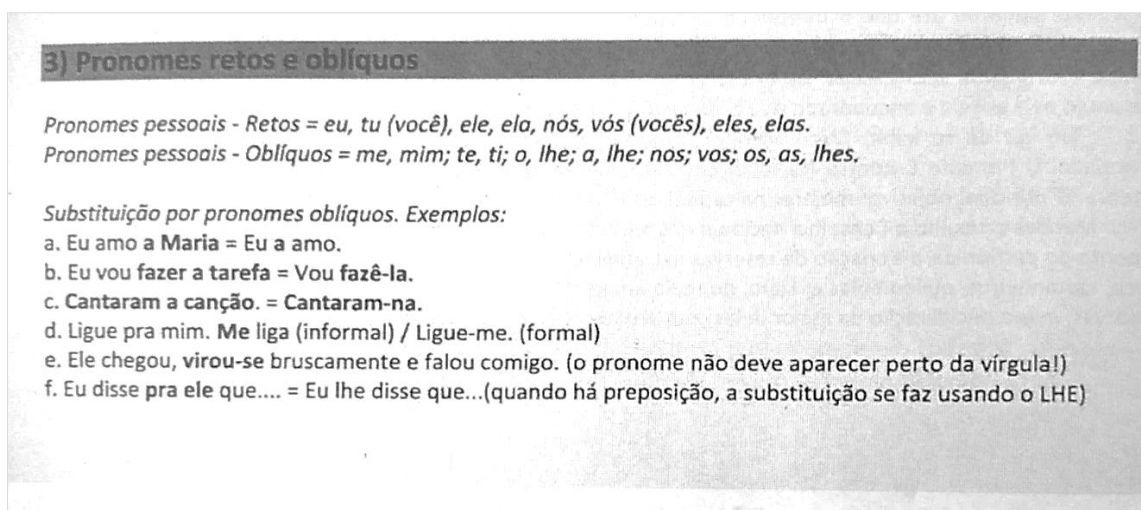 3) Pronomes retos e oblíquos
Pronomes pessoais - Retos = eu, tu (você), ele, ela, nós, vós (vocês), eles, elas.
Pronomes pessoais - Oblíquos = me, mim; te, ti; o, lhe; a, lhe; nos; vos; os, as, lhes.
Substituição por pronomes oblíquos. Exemplos:
a. Eu amo a Maria = Eu a amo.
b. Eu vou fazer a tarefa = Vou fazê-la.
c. Cantaram a canção. = Cantaram-na.
d. Ligue pra mim. Me liga (informal) / Ligue-me. (formal)
e. Ele chegou, virou-se bruscamente e falou comigo. (o pronome não deve aparecer perto da vírgula!)
f. Eu disse pra ele que.... = Eu lhe disse que...(quando há preposição, a substituição se faz usando o LHE)